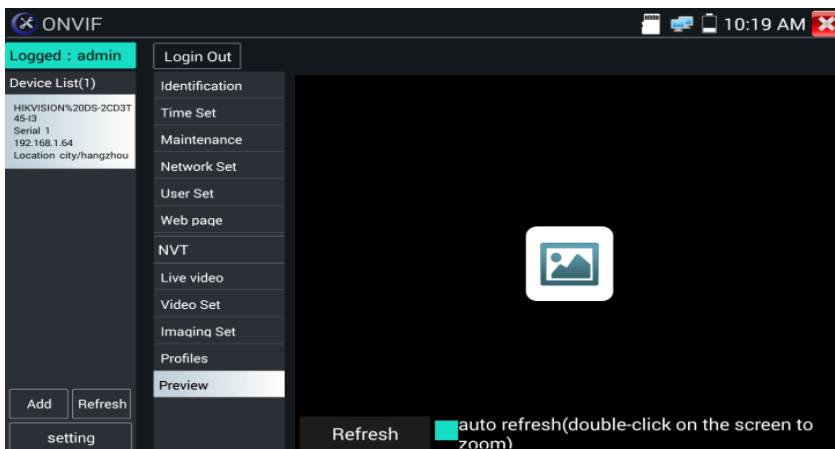 ONVIF
10:19 AM
Logged : admin
Login Out
Device List(1)
HIKVISION%20DS-2CD3T
45-I3
Serial 1
192.168.1.64
Location city/hangzhou
Add
Refresh
setting
Identification
Time Set
Maintenance
Network Set
User Set
Web page
NVT
Live video
Video Set
Imaging Set
Profiles
Preview
Refresh
auto refresh(double-click on the screen to
zoom)